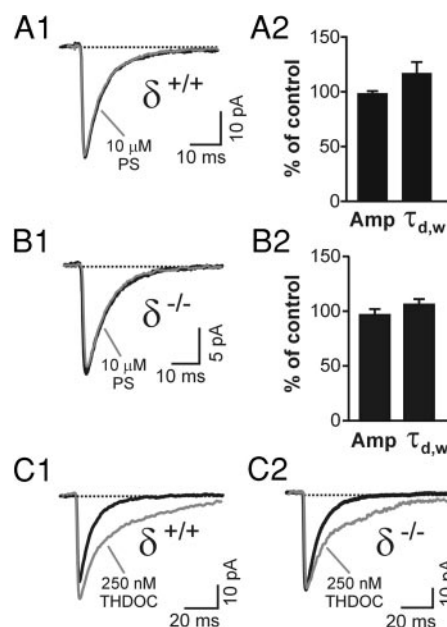 A1
δ+/+
10 μM
PS
10 pA
10 ms
A2
% of control
150
100
50
0
Amp τd,w
B1
δ-/-
10 μM
PS
5 pA
10 ms
B2
% of control
150
100
50
0
Amp τd,w
C1
δ+/+
250 nM
THDOC
10 pA
20 ms
C2
δ-/-
250 nM
THDOC
10 pA
20 ms